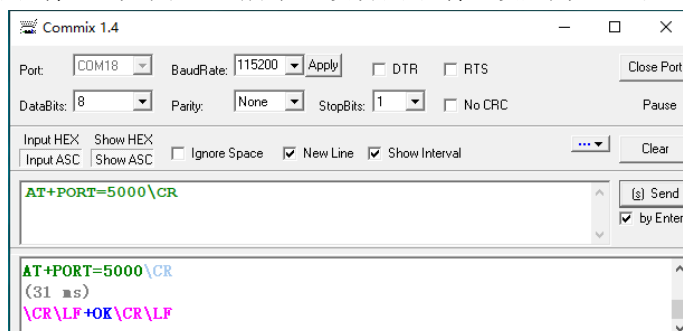 Commix 1.4
Port: COM18 BaudRate: 115200 Apply DTR RTS Close Port
DataBits: 8 Parity: None StopBits: 1 No CRC Pause
Input HEX Show HEX
Input ASC Show ASC Ignore Space New Line Show Interval ... Clear
AT+PORT=5000\CR
(s) Send
by Enter
AT+PORT=5000\CR
(31 ms)
\CR\LF+OK\CR\LF